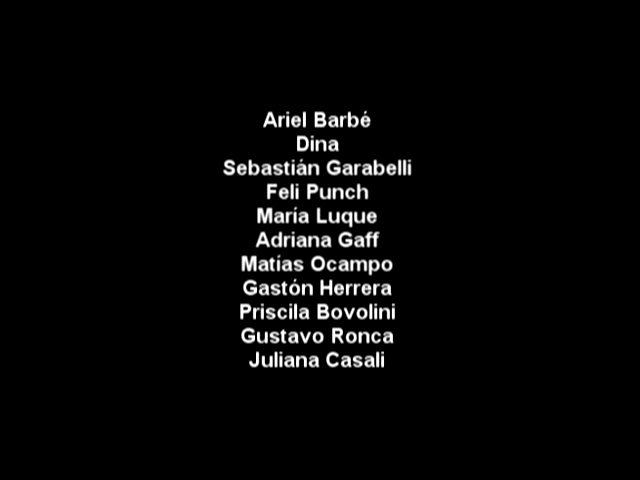 Ariel Barbé
Dina
Sebastián Garabelli
Feli Punch
María Luque
Adriana Gaff
Matías Ocampo
Gastón Herrera
Priscila Bovolini
Gustavo Ronca
Juliana Casali